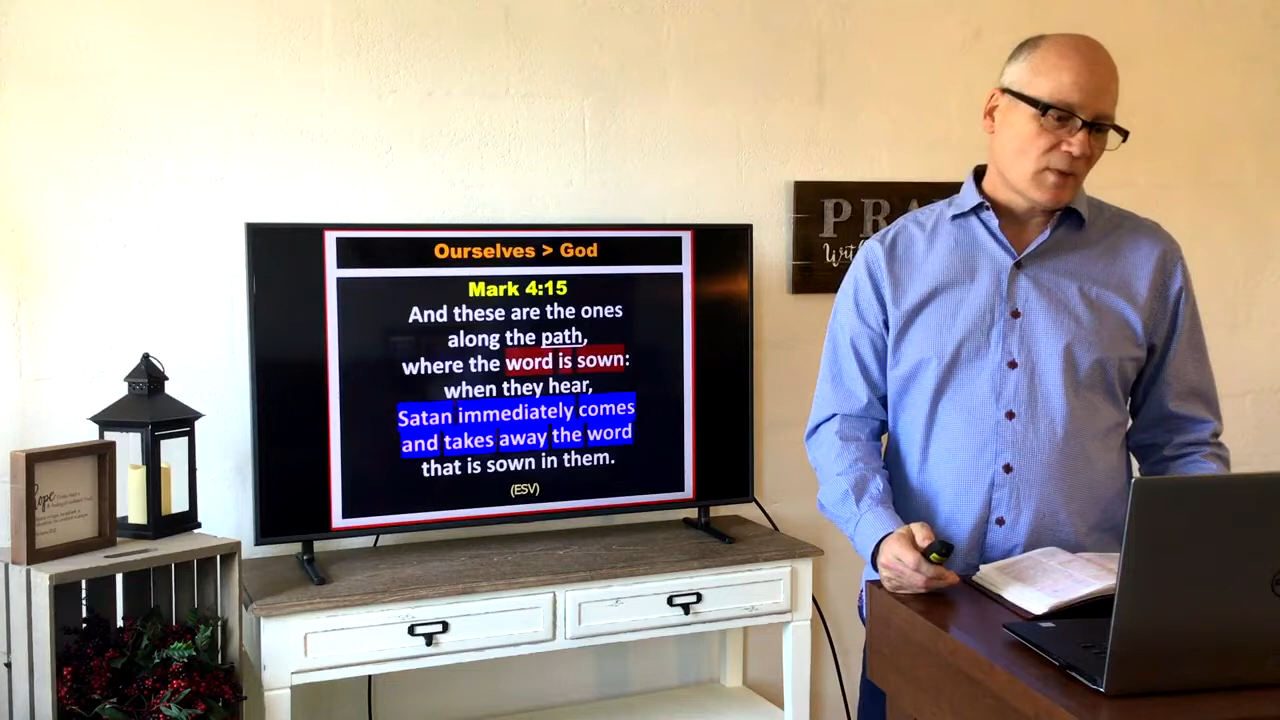 Ourselves > God
Mark 4:15
And these are the ones
along the path,
where the word is sown:
when they hear,
Satan immediately comes
and takes away the word
that is sown in them.
(ESV)
hope